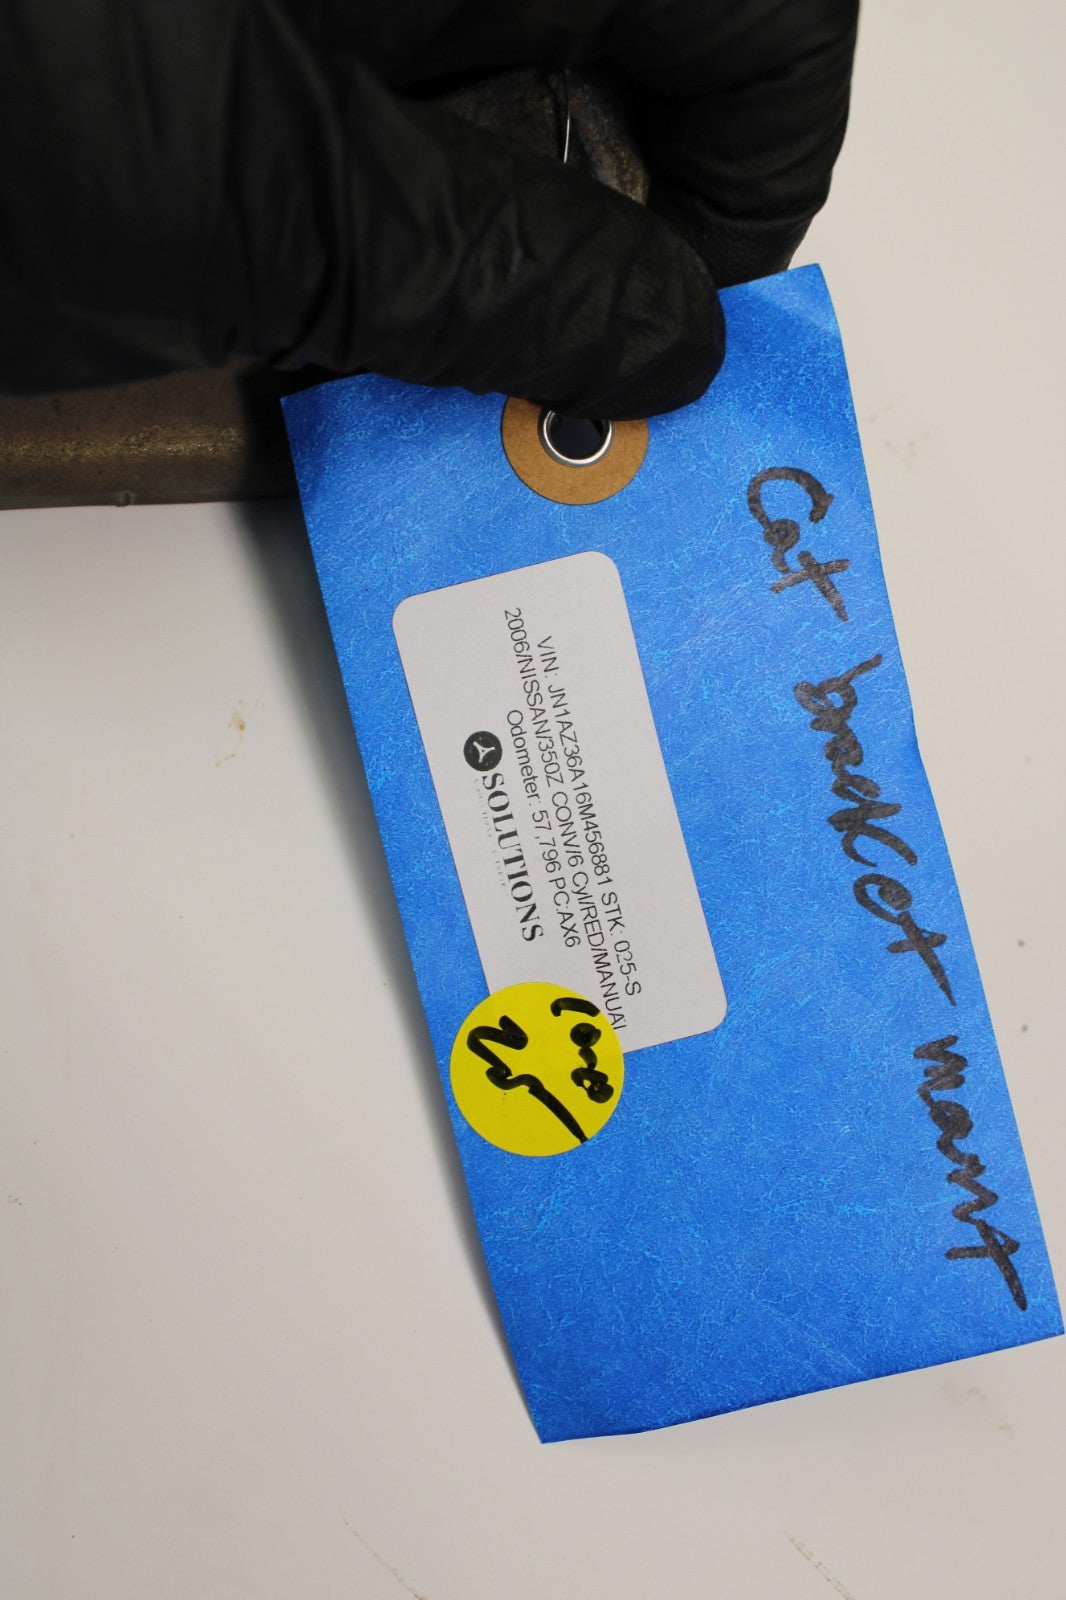 Cat bracket mount
VIN: JN1AZ36A16M456881 STK: 025-S
2006/NISSAN/350Z CONV/6 Cyl/RED/MANUAL
Odometer: 57,796 PC:AX6
SOLUTIONS